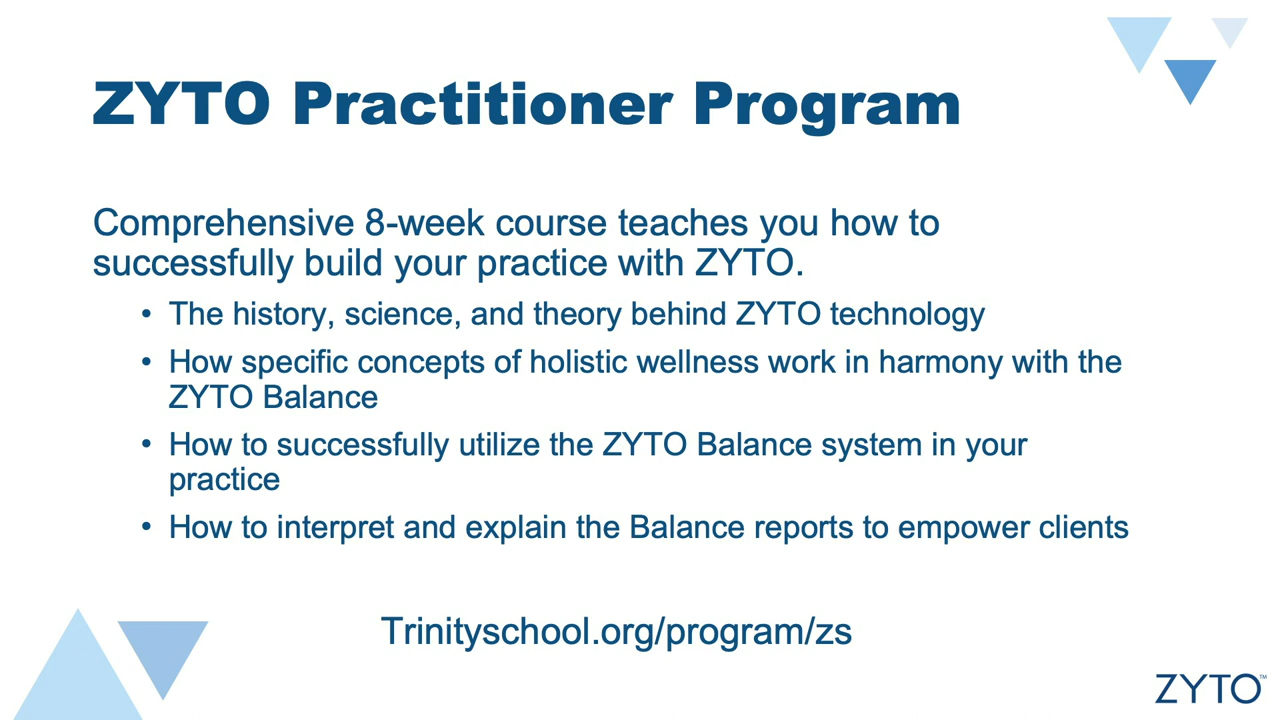 ZYTO Practitioner Program
Comprehensive 8-week course teaches you how to
successfully build your practice with ZYTO.
• The history, science, and theory behind ZYTO technology
• How specific concepts of holistic wellness work in harmony with the
ZYTO Balance
• How to successfully utilize the ZYTO Balance system in your
practice
• How to interpret and explain the Balance reports to empower clients
Trinityschool.org/program/zs
ZYTO™